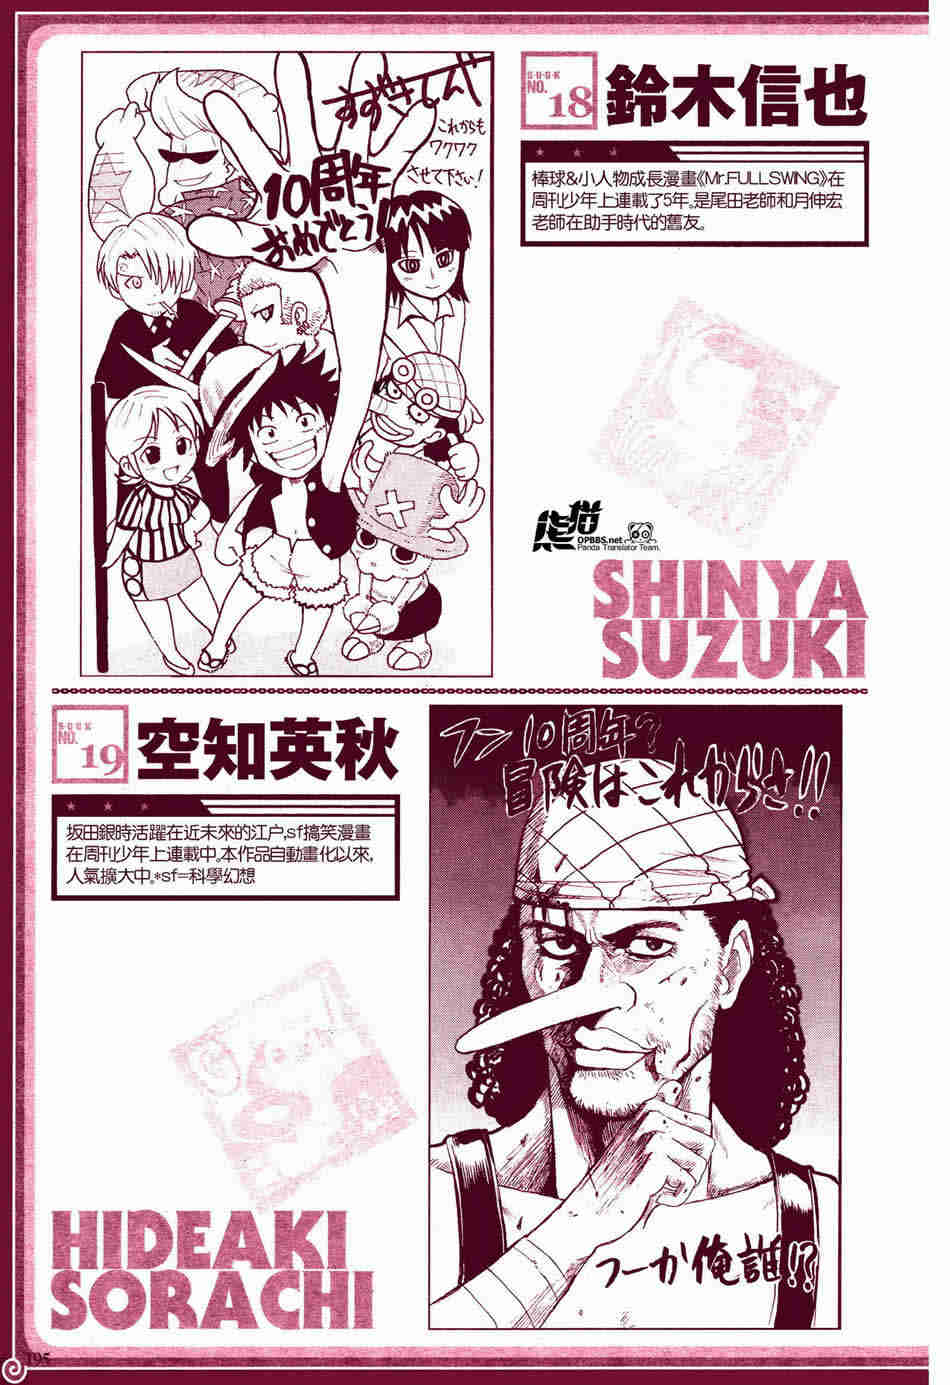 S·U·G·K
NO.
18
鈴木信也
棒球&小人物成長漫畫《Mr.FULLSWING》在
周刊少年上連載了5年。是尾田老師和月伸宏
老師在助手時代的舊友。
これからも
ワクワク
させて下さい!
10周年
おめでとう!
熊猫
OPBBS.net
Panda Translator Team.
SHINYA
SUZUKI
NO.
19
空知英秋
坂田銀時活躍在近未來的江户,sf搞笑漫畫
在周刊少年上連載中。本作品自動畫化以來,
人氣擴大中。*sf=科學幻想
フン10周年?
冒険はこれからさ!!
フーか俺誰!?
HIDEAKI
SORACHI
195